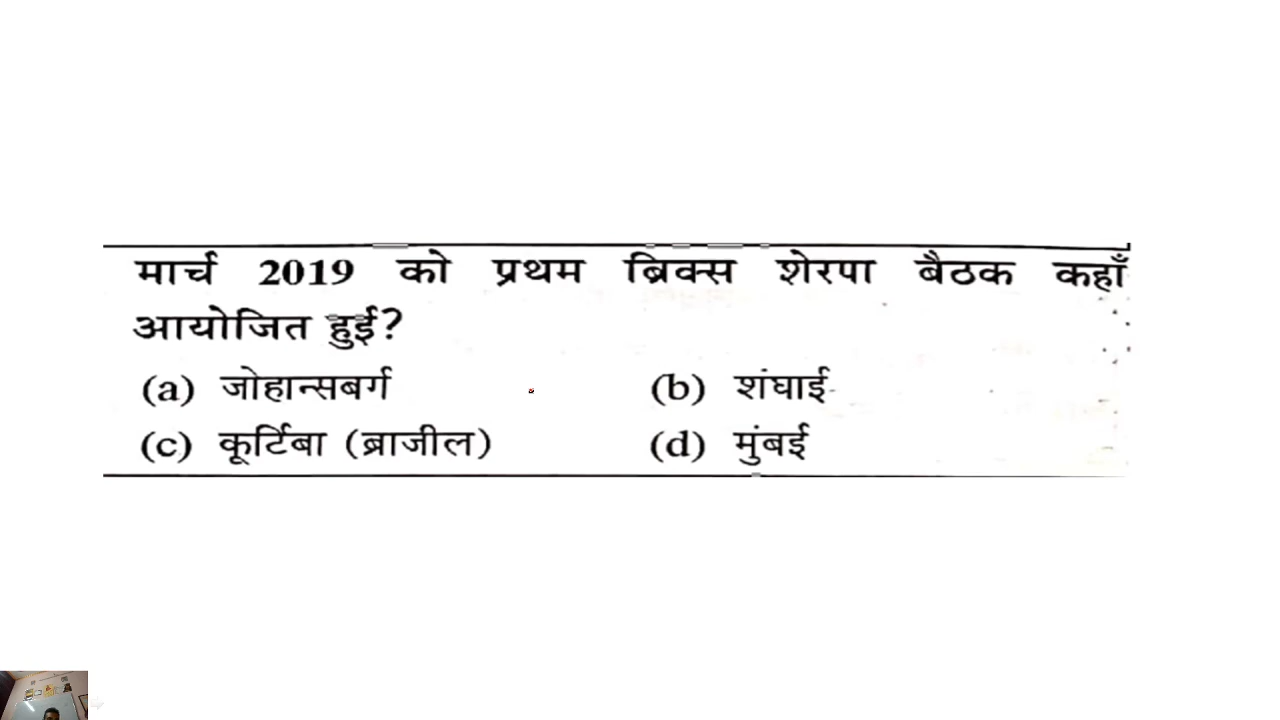 मार्च 2019 को प्रथम ब्रिक्स शेरपा बैठक कहाँ
आयोजित हुई?
(a) जोहान्सबर्ग (b) शंघाई
(c) कूर्टिबा (ब्राजील) (d) मुंबई